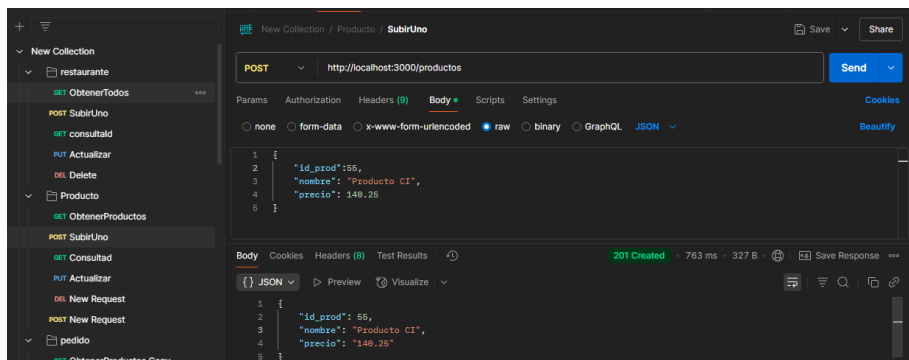 New Collection
restaurante
GET ObtenerTodos
POST SubirUno
GET consultaId
PUT Actualizar
DEL Delete
Producto
GET ObtenerProductos
POST SubirUno
GET Consultad
PUT Actualizar
DEL New Request
POST New Request
pedido
GET ObtenerProductos Copy
HTTP New Collection / Producto / SubirUno Save Share
POST http://localhost:3000/productos Send
Params Authorization Headers (9) Body Scripts Settings Cookies
none form-data x-www-form-urlencoded raw binary GraphQL JSON Beautify
1 {
2 "id_prod":55,
3 "nombre": "Producto CI",
4 "precio": 140.25
5 }
Body Cookies Headers (8) Test Results 201 Created 763 ms 327 B Save Response
{} JSON Preview Visualize
1 {
2 "id_prod": 55,
3 "nombre": "Producto CI",
4 "precio": "140.25"
5 }